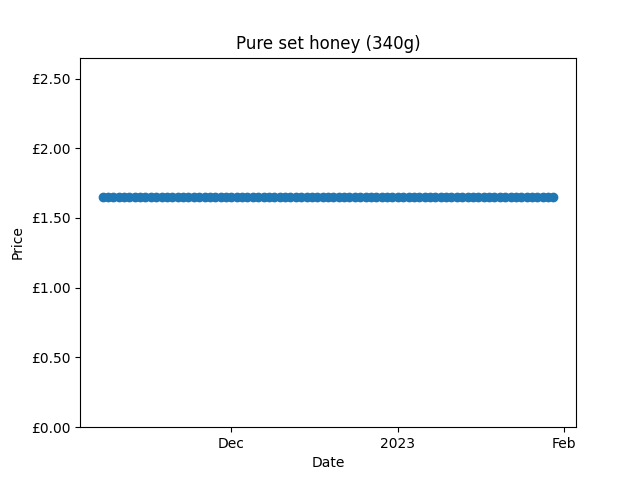 Pure set honey (340g)
£2.50
£2.00
£1.50
£1.00
£0.50
£0.00
Price
Dec
2023
Feb
Date